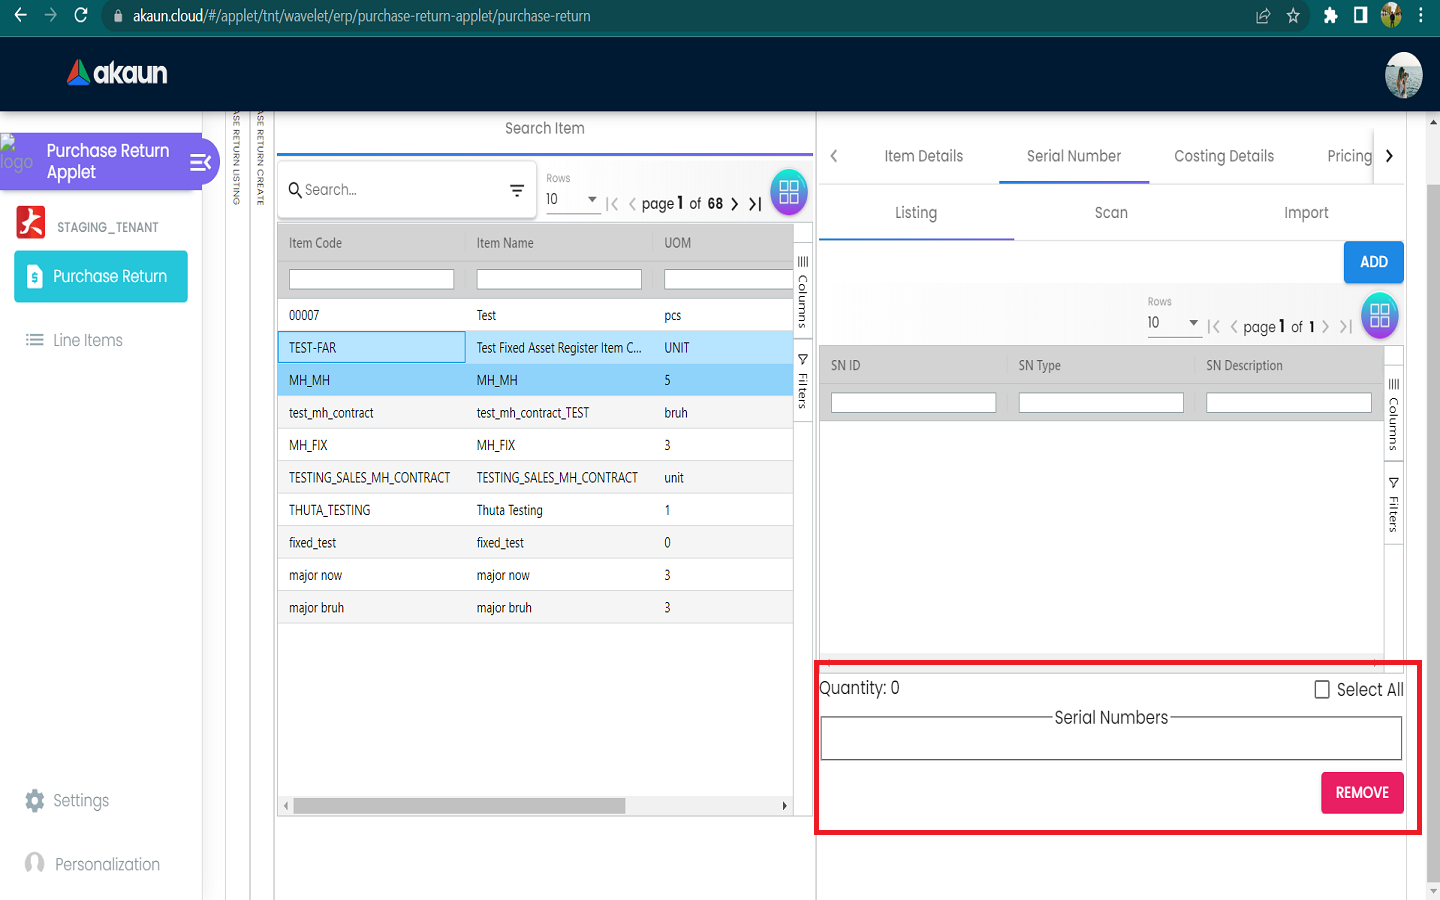 akaun.cloud/#/applet/tnt/wavelet/erp/purchase-return-applet/purchase-return
akaun
logo
Purchase Return
Applet
STAGING_TENANT
Purchase Return
Line Items
Settings
Personalization
ASE RETURN LISTING
ASE RETURN CREATE
Search Item
Search...
Rows
10
page 1 of 68
Item Code
Item Name
UOM
00007 Test pcs
TEST-FAR Test Fixed Asset Register Item C... UNIT
MH_MH MH_MH 5
test_mh_contract test_mh_contract_TEST bruh
MH_FIX MH_FIX 3
TESTING_SALES_MH_CONTRACT TESTING_SALES_MH_CONTRACT unit
THUTA_TESTING Thuta Testing 1
fixed_test fixed_test 0
major now major now 3
major bruh major bruh 3
Columns
Filters
Item Details
Serial Number
Costing Details
Pricing
Listing
Scan
Import
ADD
Rows
10
page 1 of 1
SN ID
SN Type
SN Description
Columns
Filters
Quantity: 0
Select All
Serial Numbers
REMOVE